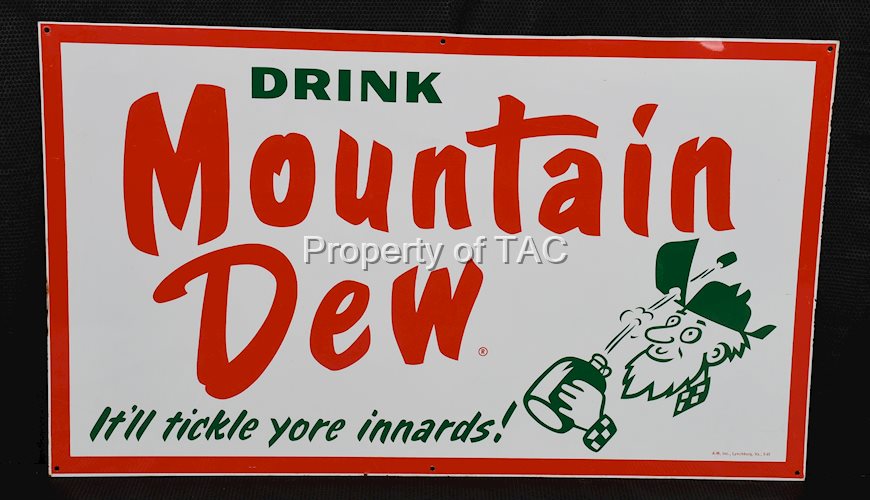 DRINK
Mountain
Property of TAC
Dew®
It'll tickle yore innards!